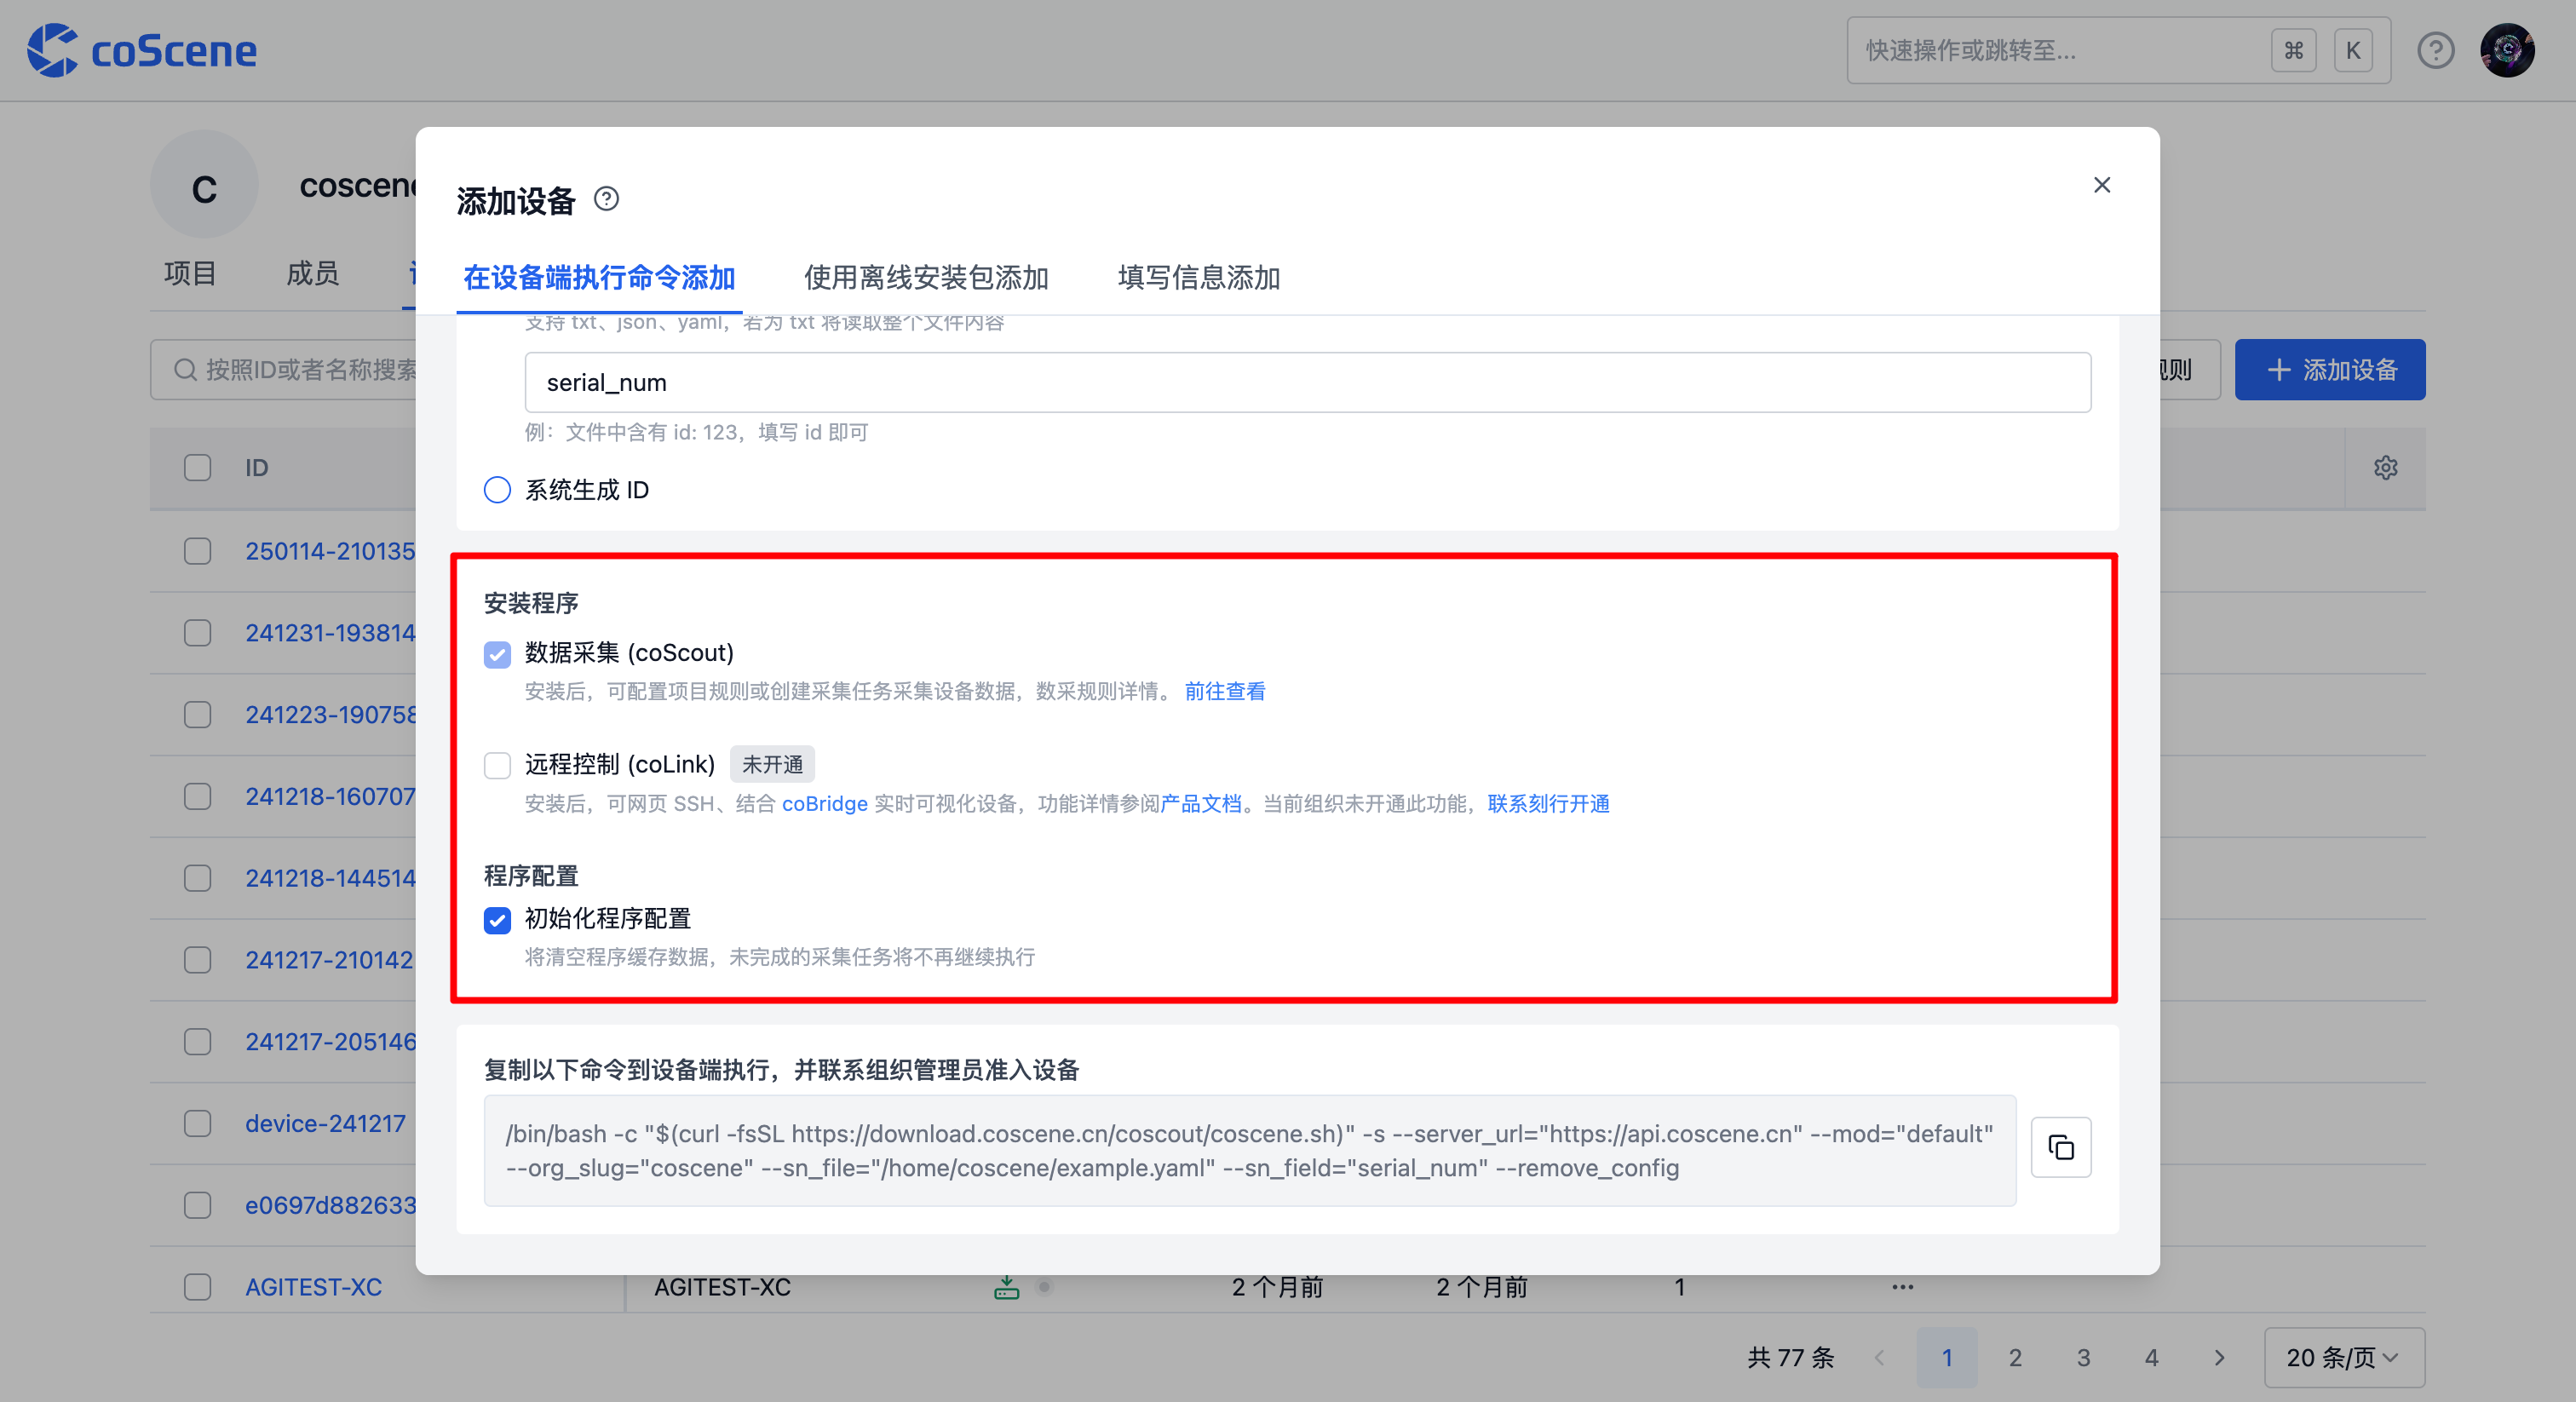 coScene
快速操作或跳转至...
⌘
K
C
项目
成员
按照ID或者名称搜索
规则
添加设备
ID
250114-210135
241231-193814
241223-190758
241218-160707
241218-144514
241217-210142
241217-205146
device-241217
e0697d882633
AGITEST-XC
AGITEST-XC
2 个月前
2 个月前
1
共 77 条
1
2
3
4
20 条/页
添加设备
在设备端执行命令添加
使用离线安装包添加
填写信息添加
支持 txt、json、yaml，若为 txt 将读取整个文件内容
serial_num
例：文件中含有 id: 123，填写 id 即可
系统生成 ID
安装程序
数据采集 (coScout)
安装后，可配置项目规则或创建采集任务采集设备数据，数采规则详情。 前往查看
远程控制 (coLink) 未开通
安装后，可网页 SSH、结合 coBridge 实时可视化设备，功能详情参阅产品文档。当前组织未开通此功能，联系刻行开通
程序配置
初始化程序配置
将清空程序缓存数据，未完成的采集任务将不再继续执行
复制以下命令到设备端执行，并联系组织管理员准入设备
/bin/bash -c "$(curl -fsSL https://download.coscene.cn/coscout/coscene.sh)" -s --server_url="https://api.coscene.cn" --mod="default"
--org_slug="coscene" --sn_file="/home/coscene/example.yaml" --sn_field="serial_num" --remove_config